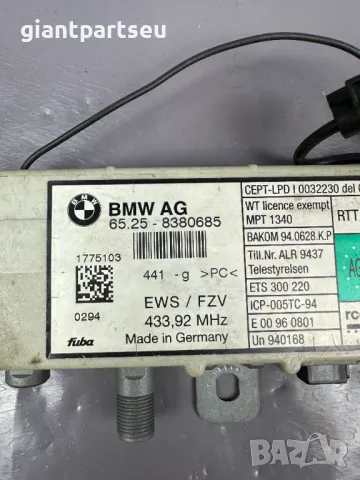 giantpartseu
BMW
BMW AG
65.25 - 8380685
1775103
441 -g >PC<
0294
EWS / FZV
433,92 MHz
fuba
Made in Germany
CEPT-LPD I 0032230 del
WT licence exempt
MPT 1340
BAKOM 94.0628.K.P
Till.Nr. ALR 9437
Telestyrelsen
ETS 300 220
ICP-005TC-94
E 00 96 0801
Un 940168
RTT
bazar.bg